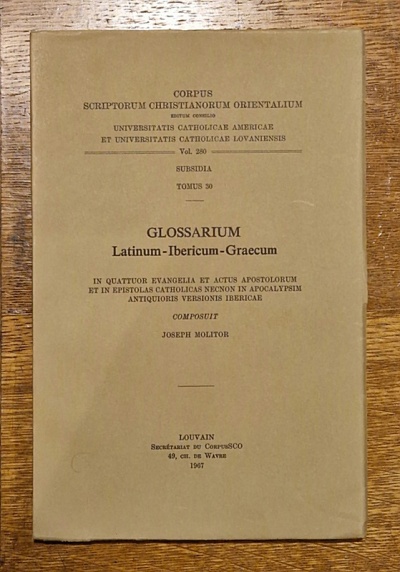 CORPUS
SCRIPTORUM CHRISTIANORUM ORIENTALIUM
EDITUM CONSILIO
UNIVERSITATIS CATHOLICAE AMERICAE
ET UNIVERSITATIS CATHOLICAE LOVANIENSIS
Vol. 280
SUBSIDIA
TOMUS 30
GLOSSARIUM
Latinum-Ibericum-Graecum
IN QUATTUOR EVANGELIA ET ACTUS APOSTOLORUM
ET IN EPISTOLAS CATHOLICAS NECNON IN APOCALYPSIM
ANTIQUIORIS VERSIONIS IBERICAE
COMPOSUIT
JOSEPH MOLITOR
LOUVAIN
SECRÉTARIAT DU CORPUSSCO
49, CH. DE WAVRE
1967